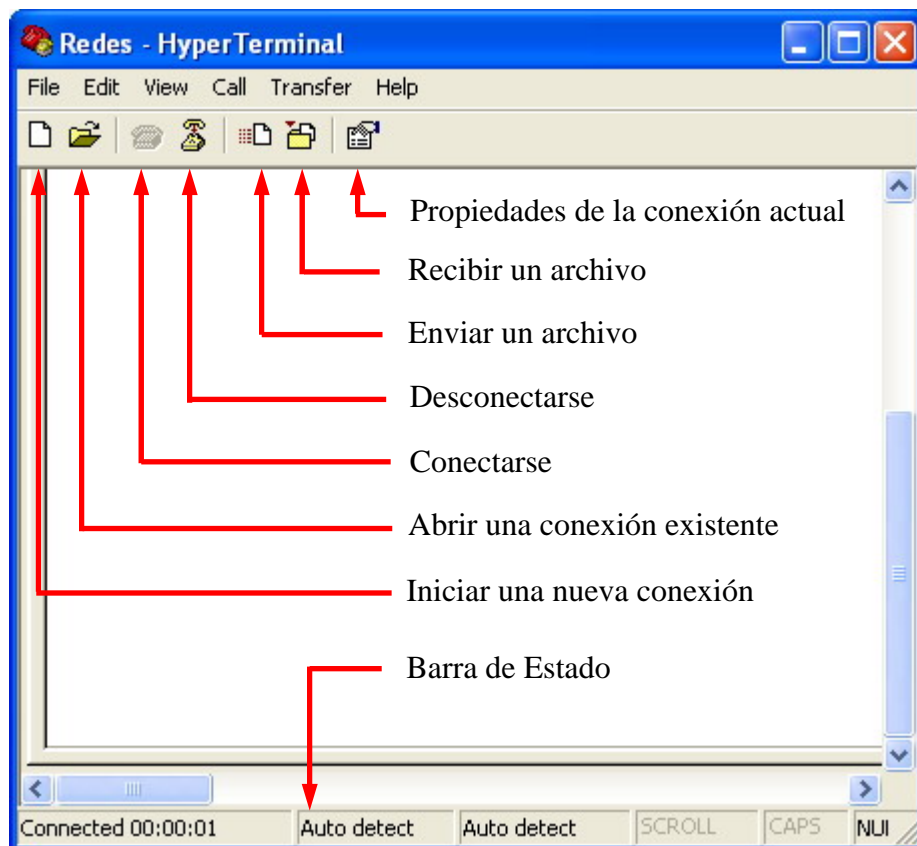 Redes - HyperTerminal
File Edit View Call Transfer Help
Propiedades de la conexión actual
Recibir un archivo
Enviar un archivo
Desconectarse
Conectarse
Abrir una conexión existente
Iniciar una nueva conexión
Barra de Estado
Connected 00:00:01 Auto detect Auto detect SCROLL CAPS NUI